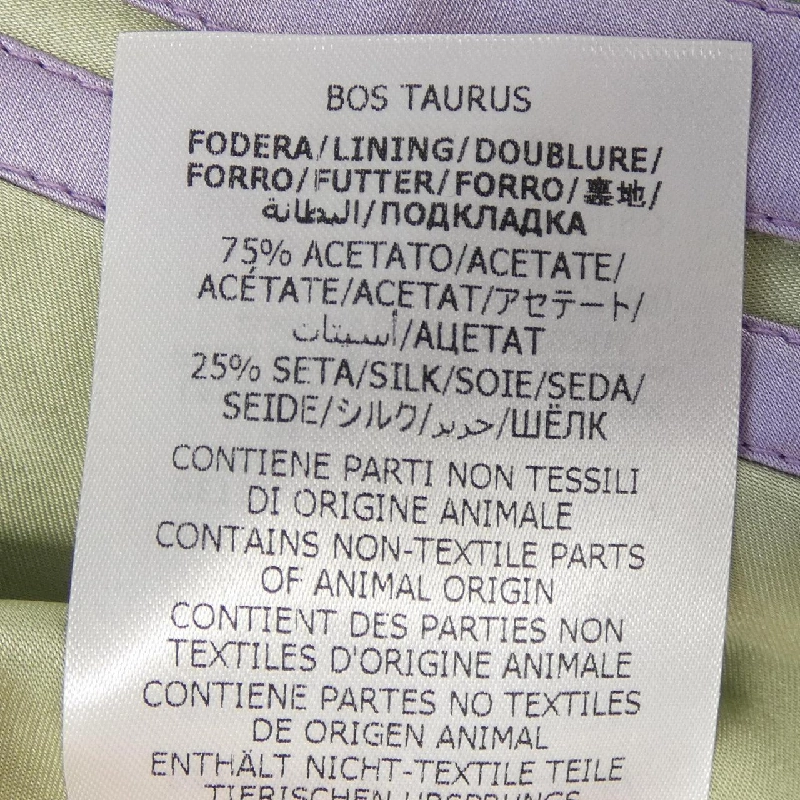 BOS TAURUS
FODERA/LINING/DOUBLURE/
FORRO/FUTTER/FORRO/裏地/
البطانة/ПОДКЛАДКА
75% ACETATO/ACETATE/
ACÉTATE/ACETAT/アセテート/
أسيتات/АЦЕТАТ
25% SETA/SILK/SOIE/SEDA/
SEIDE/シルク/حرير/ШЁЛК
CONTIENE PARTI NON TESSILI
DI ORIGINE ANIMALE
CONTAINS NON-TEXTILE PARTS
OF ANIMAL ORIGIN
CONTIENT DES PARTIES NON
TEXTILES D'ORIGINE ANIMALE
CONTIENE PARTES NO TEXTILES
DE ORIGEN ANIMAL
ENTHÄLT NICHT-TEXTILE TEILE
TIERISCHEN URSPRUNGS